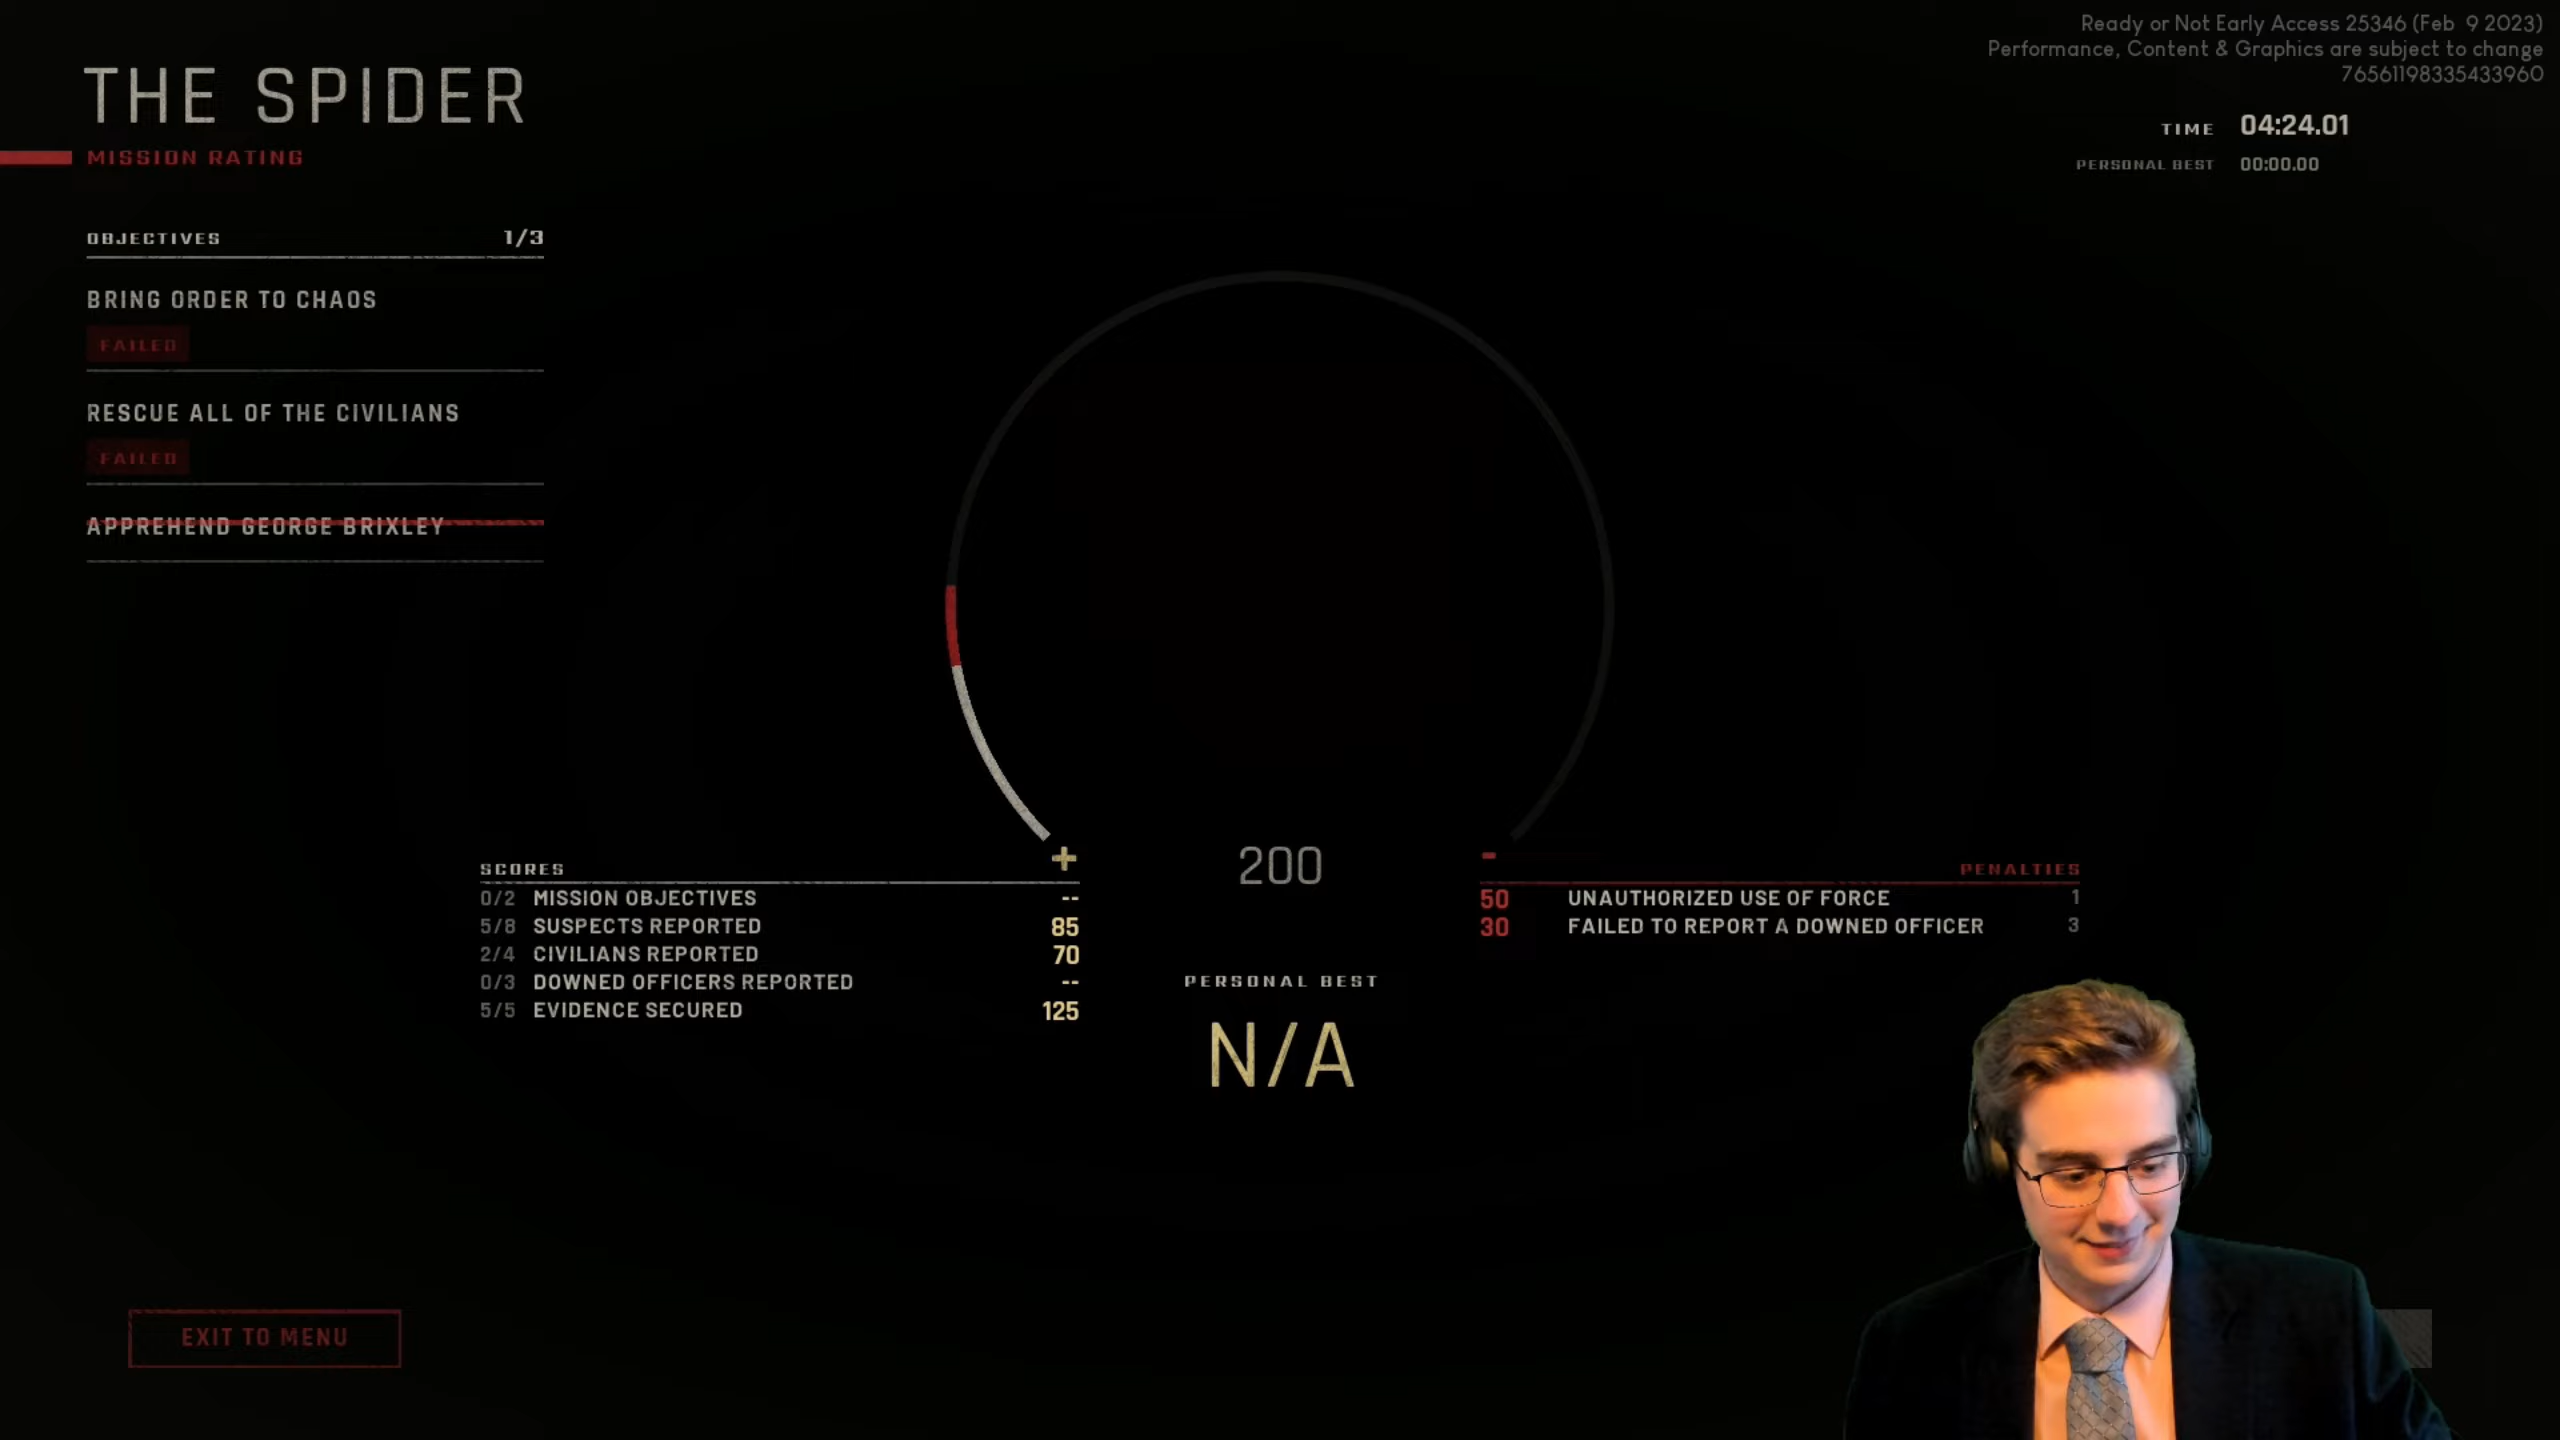 Ready or Not Early Access 25346 (Feb 9 2023)
Performance, Content & Graphics are subject to change
76561198335433960
THE SPIDER
MISSION RATING
TIME 04:24.01
PERSONAL BEST 00:00.00
OBJECTIVES 1/3
BRING ORDER TO CHAOS
FAILED
RESCUE ALL OF THE CIVILIANS
FAILED
APPREHEND GEORGE BRIXLEY
SCORES +
0/2 MISSION OBJECTIVES --
5/8 SUSPECTS REPORTED 85
2/4 CIVILIANS REPORTED 70
0/3 DOWNED OFFICERS REPORTED --
5/5 EVIDENCE SECURED 125
200
PERSONAL BEST
N/A
- PENALTIES
50 UNAUTHORIZED USE OF FORCE 1
30 FAILED TO REPORT A DOWNED OFFICER 3
EXIT TO MENU